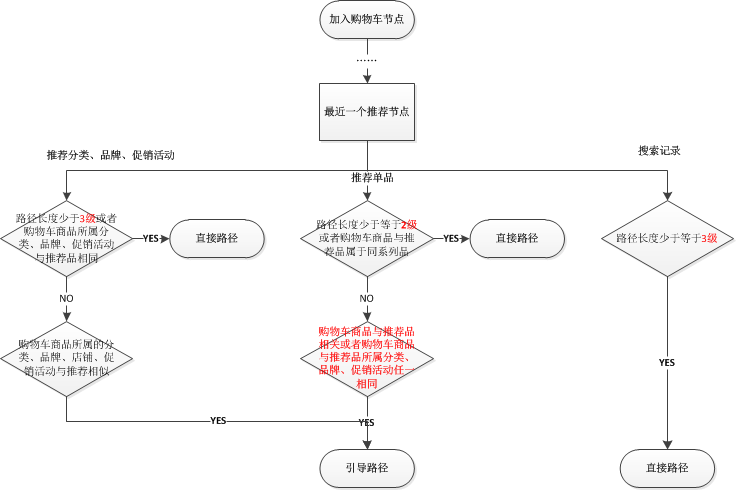 加入购物车节点
……
最近一个推荐节点
推荐分类、品牌、促销活动
搜索记录
推荐单品
路径长度少于3级或者
购物车商品所属分
类、品牌、促销活动
与推荐品相同
YES
直接路径
路径长度少于等于2级
或者购物车商品与推
荐品属于同系列品
YES
直接路径
路径长度少于等于3级
NO
NO
购物车商品所属的分
类、品牌、店铺、促
销活动与推荐相似
购物车商品与推荐品
相关或者购物车商品
与推荐品所属分类、
品牌、促销活动任一
相同
YES
YES
YES
引导路径
直接路径